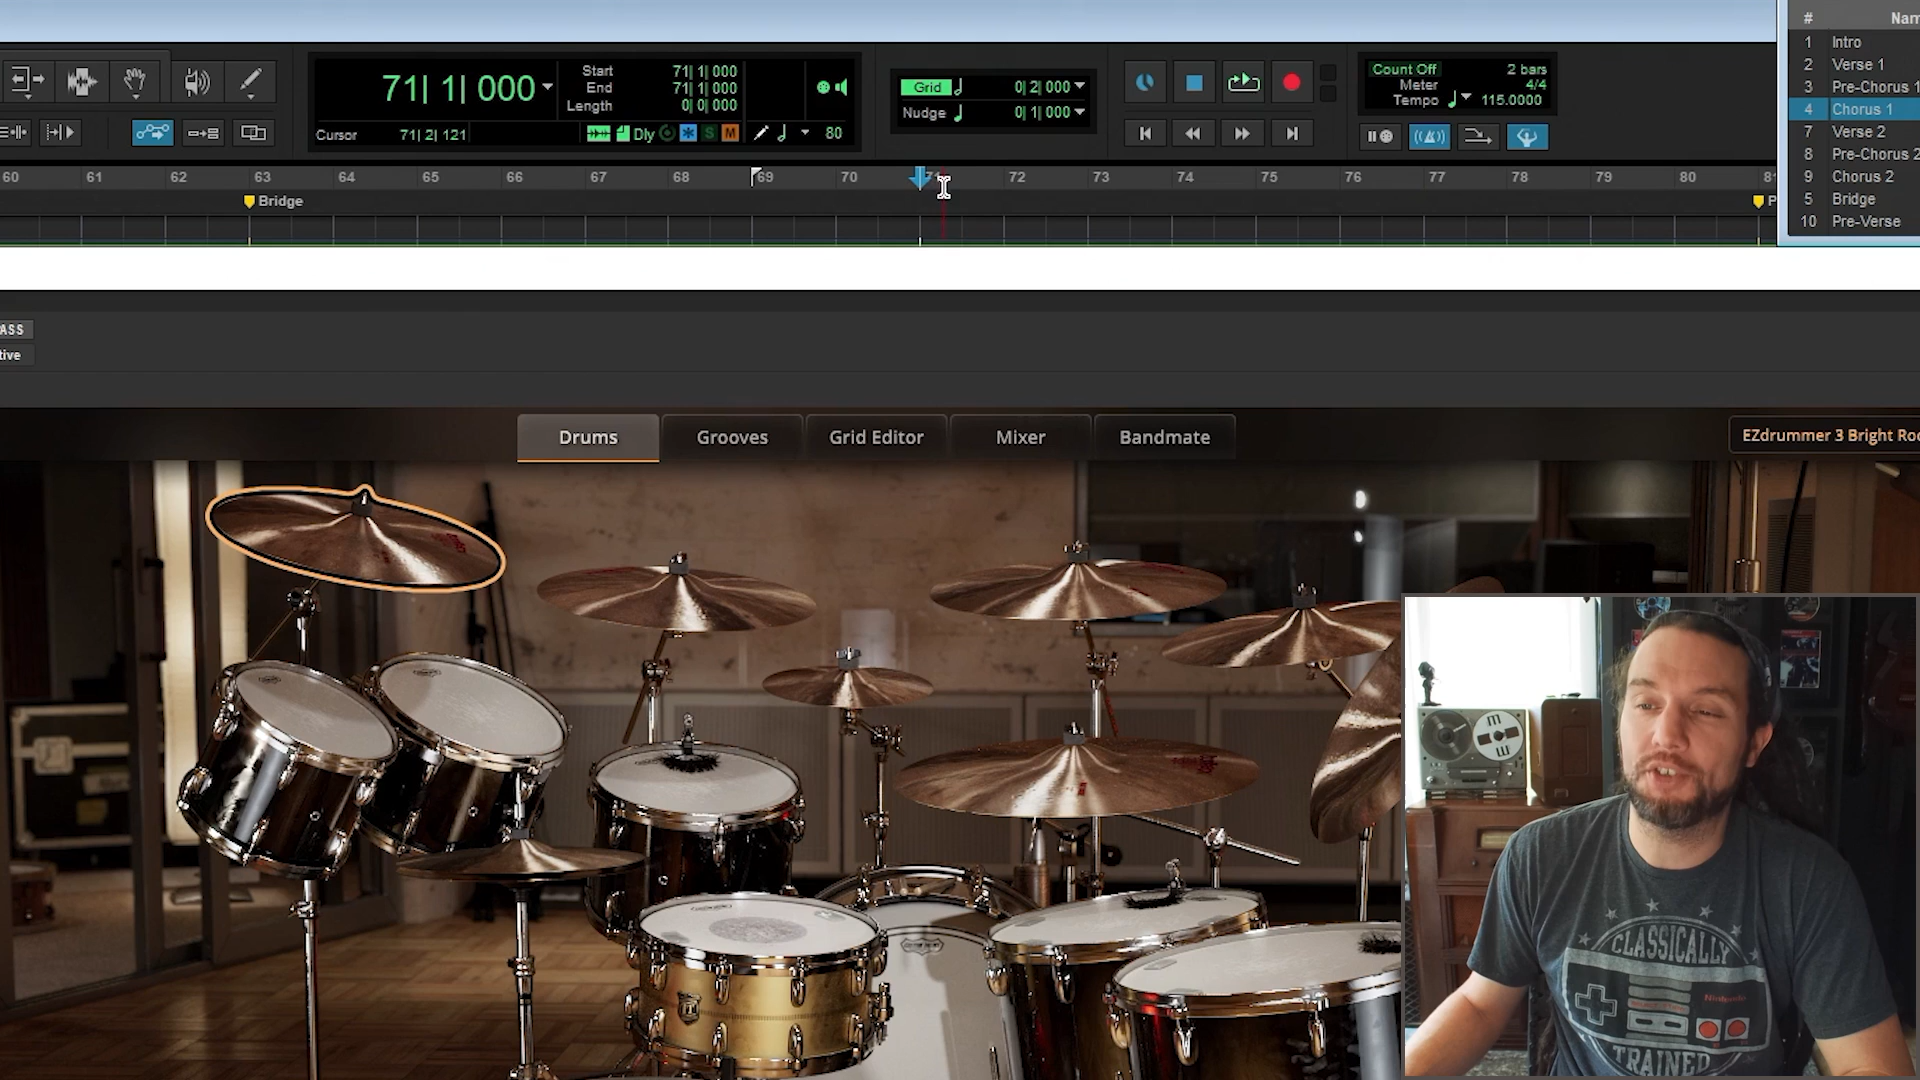 71| 1| 000
Start 71| 1| 000
End 71| 1| 000
Length 0| 0| 000
Cursor 71| 2| 121
Dly S M 80
Grid 0| 2| 000
Nudge 0| 1| 000
Count Off 2 bars
Meter 4/4
Tempo 115.0000
# Nam
1 Intro
2 Verse 1
3 Pre-Chorus 1
4 Chorus 1
7 Verse 2
8 Pre-Chorus 2
9 Chorus 2
5 Bridge
10 Pre-Verse
60 61 62 63 64 65 66 67 68 69 70 71 72 73 74 75 76 77 78 79 80 81
Bridge
P
ASS
tive
Drums Grooves Grid Editor Mixer Bandmate
EZdrummer 3 Bright Roo
CLASSICALLY
Nintendo
TRAINED